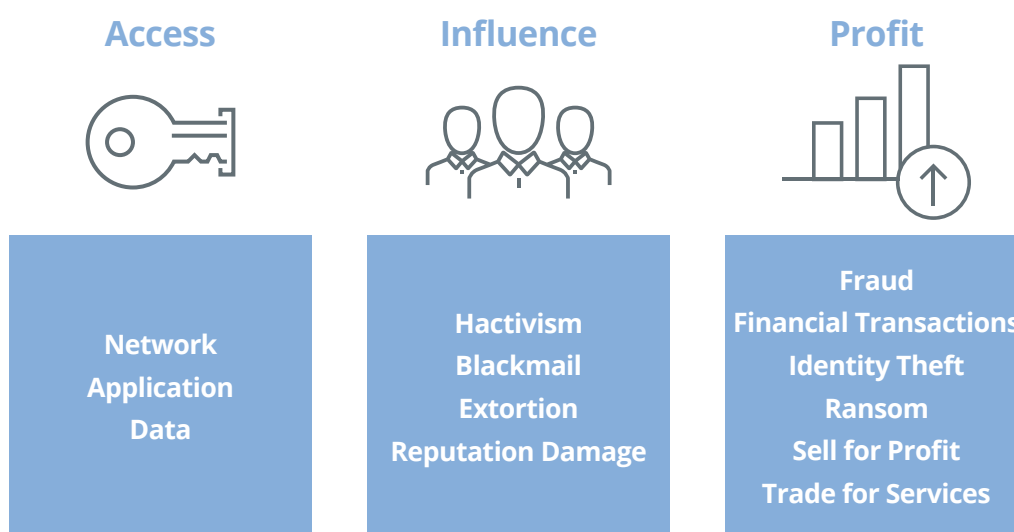 Access
Network
Application
Data
Influence
Hactivism
Blackmail
Extortion
Reputation Damage
Profit
Fraud
Financial Transactions
Identity Theft
Ransom
Sell for Profit
Trade for Services